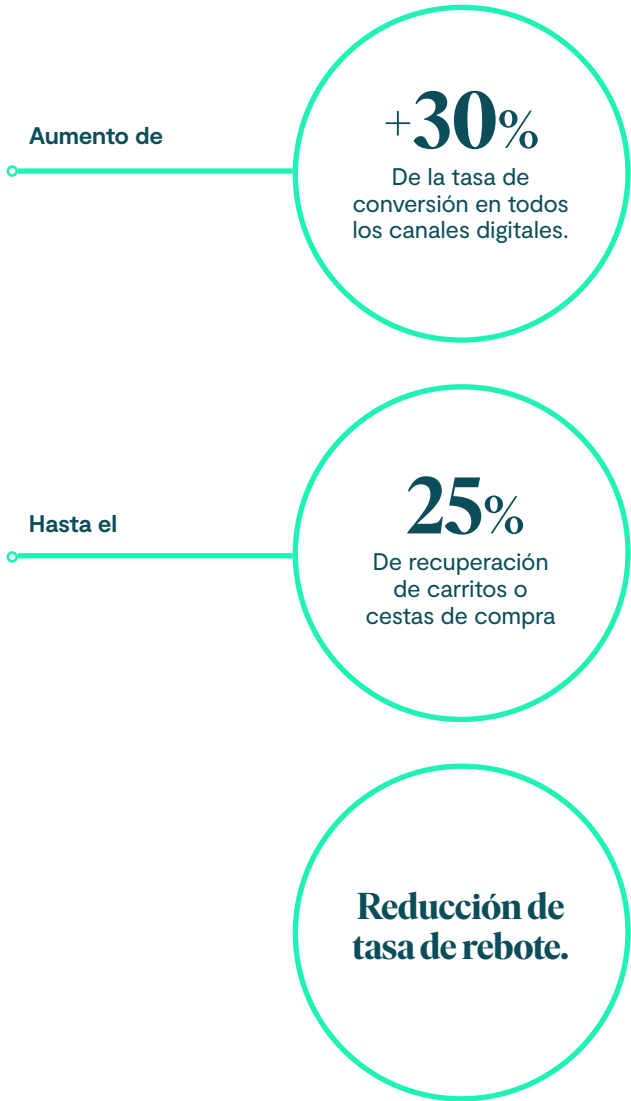 Aumento de
+30%
De la tasa de
conversión en todos
los canales digitales.
Hasta el
25%
De recuperación
de carritos o
cestas de compra
Reducción de
tasa de rebote.